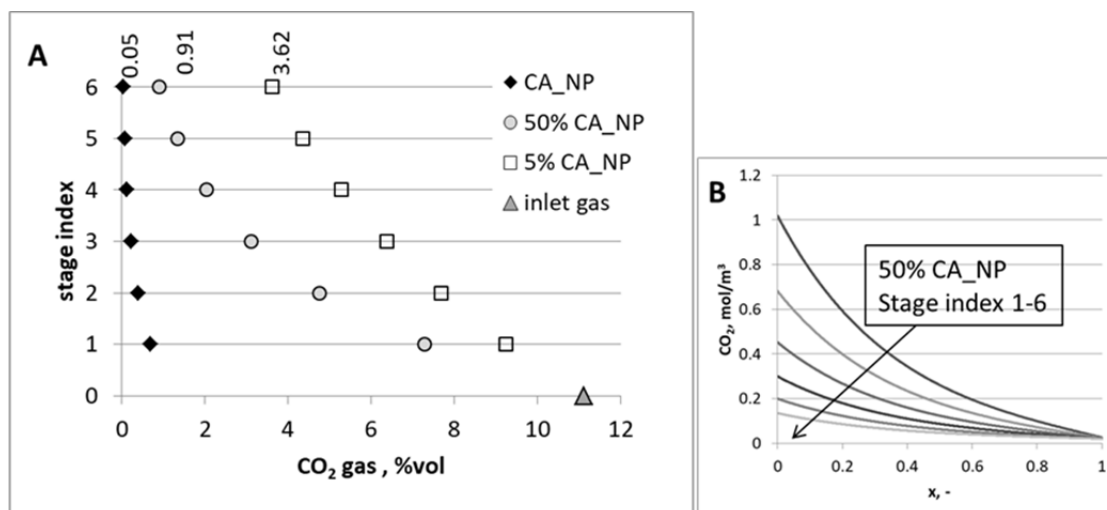 A
0.05
0.91
3.62
6
5
4
3
2
1
0
stage index
CA_NP
50% CA_NP
5% CA_NP
inlet gas
0 2 4 6 8 10 12
CO₂ gas , %vol
B
1.2
1
0.8
0.6
0.4
0.2
0
CO₂, mol/m³
50% CA_NP
Stage index 1-6
0 0.2 0.4 0.6 0.8 1
x, -